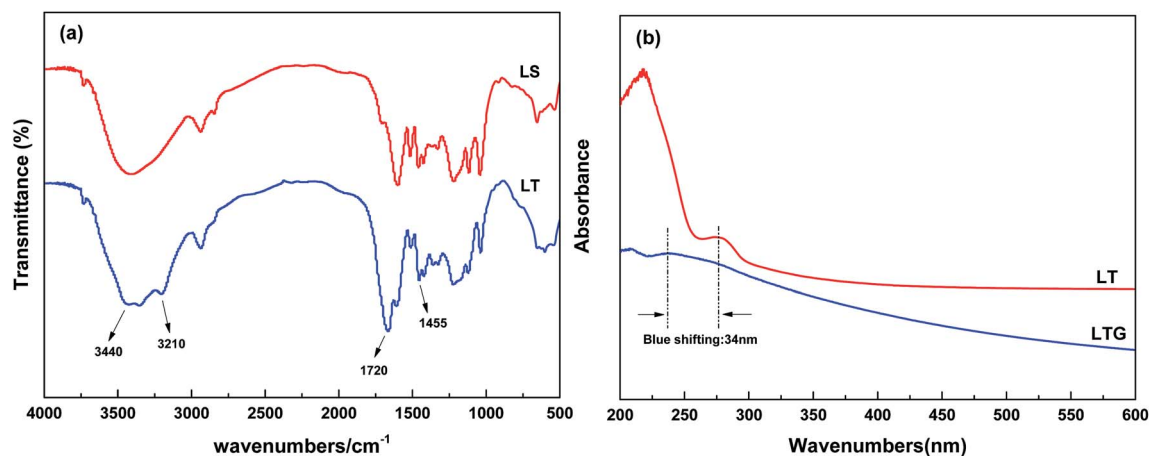 (a)
LS
LT
3440
3210
1720
1455
Transmittance (%)
4000 3500 3000 2500 2000 1500 1000 500
wavenumbers/cm⁻¹
(b)
LT
LTG
Blue shifting:34nm
Absorbance
200 250 300 350 400 450 500 550 600
Wavenumbers(nm)